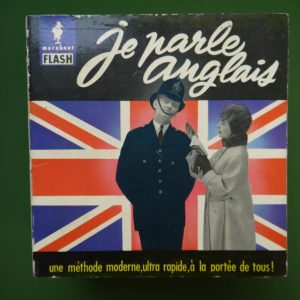 marabout
FLASH
je parle
anglais
une méthode moderne, ultra rapide, à la portée de tous!